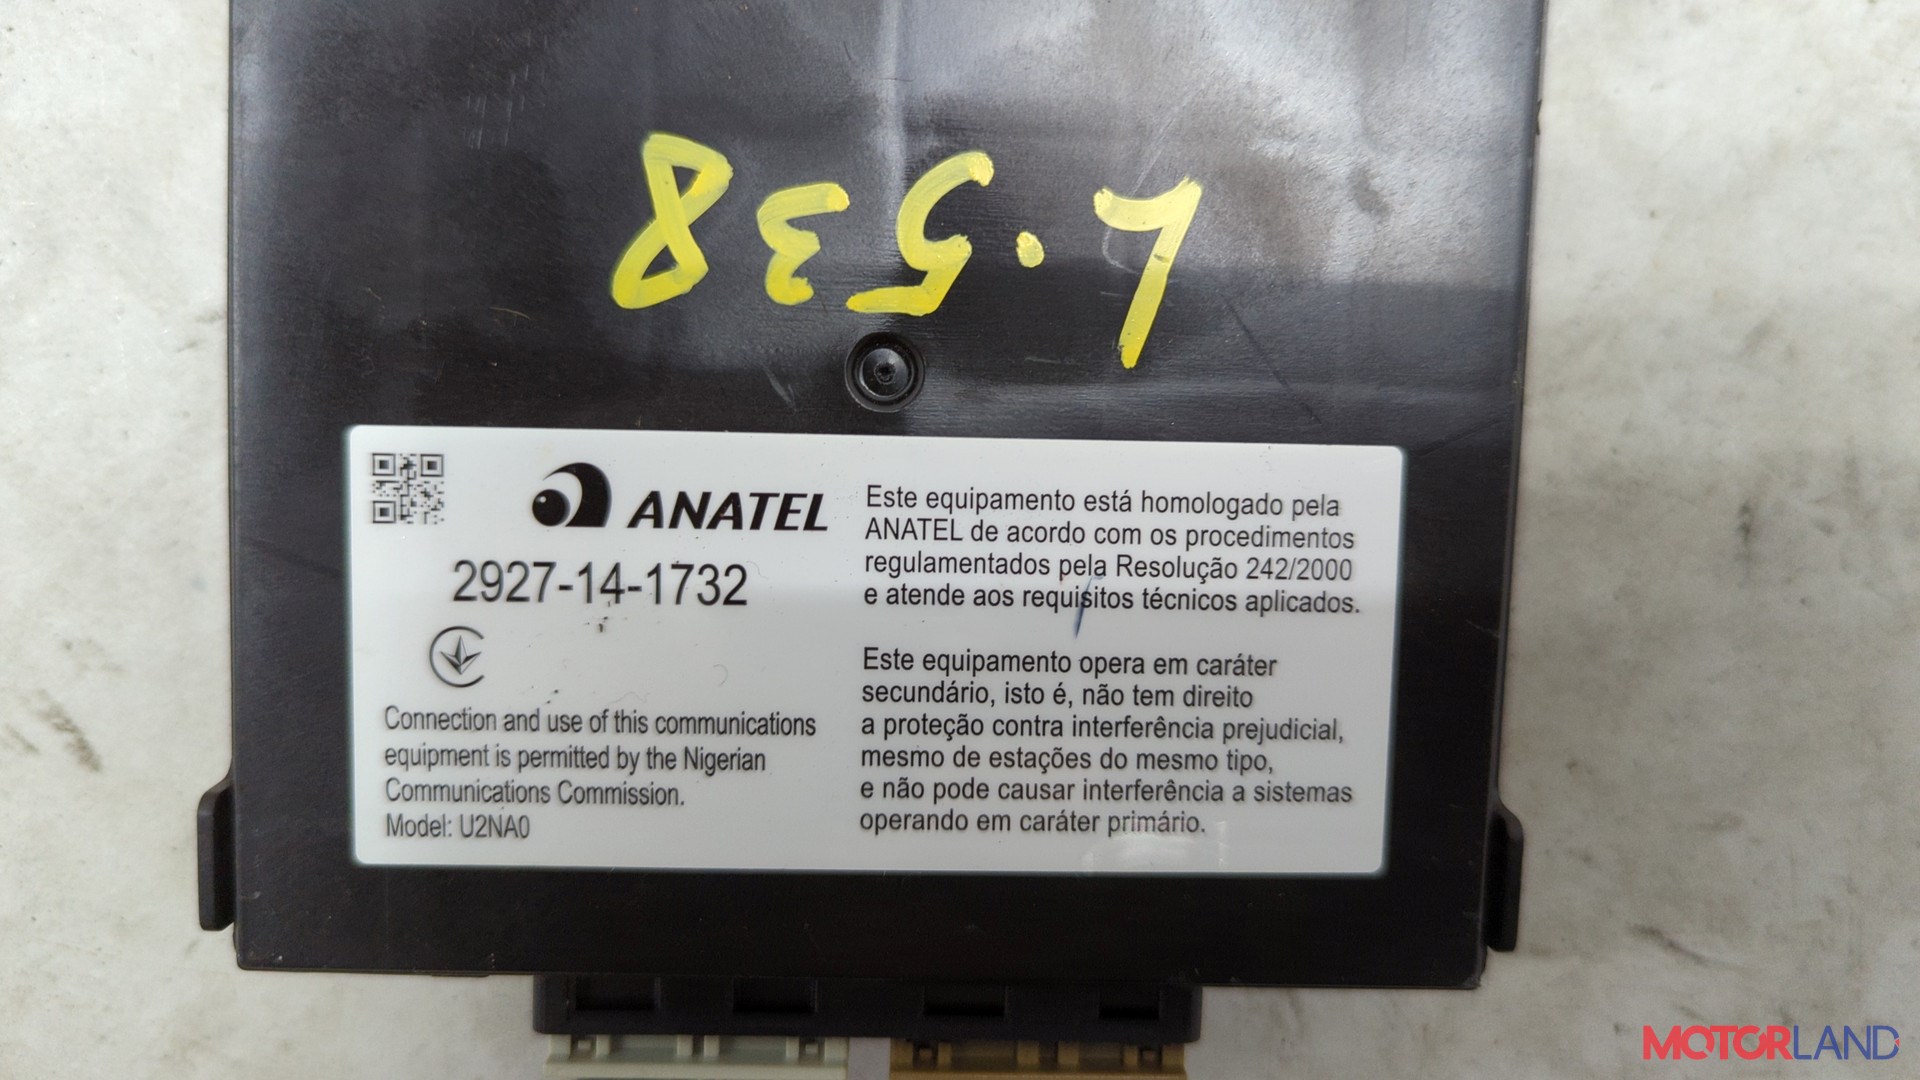 L.538
ANATEL
2927-14-1732
Connection and use of this communications
equipment is permitted by the Nigerian
Communications Commission.
Model: U2NA0
Este equipamento está homologado pela
ANATEL de acordo com os procedimentos
regulamentados pela Resolução 242/2000
e atende aos requisitos técnicos aplicados.
Este equipamento opera em caráter
secundário, isto é, não tem direito
a proteção contra interferência prejudicial,
mesmo de estações do mesmo tipo,
e não pode causar interferência a sistemas
operando em caráter primário.
MOTORLAND